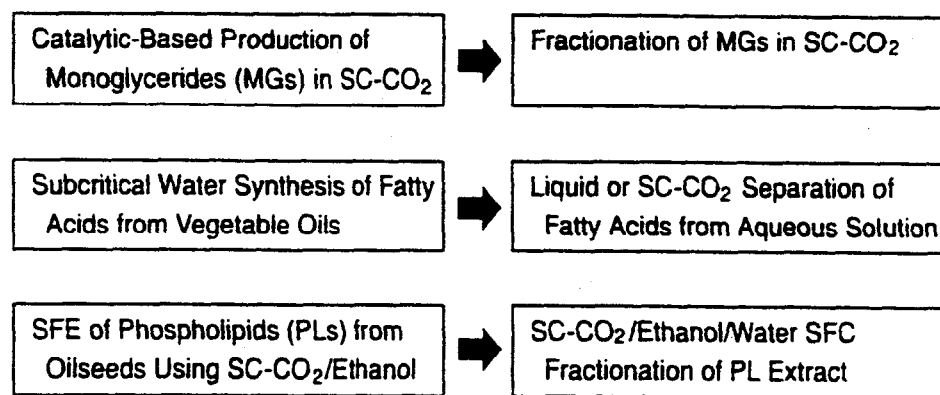 Catalytic-Based Production of
Monoglycerides (MGs) in SC-CO₂
Fractionation of MGs in SC-CO₂
Subcritical Water Synthesis of Fatty
Acids from Vegetable Oils
Liquid or SC-CO₂ Separation of
Fatty Acids from Aqueous Solution
SFE of Phospholipids (PLs) from
Oilseeds Using SC-CO₂/Ethanol
SC-CO₂/Ethanol/Water SFC
Fractionation of PL Extract